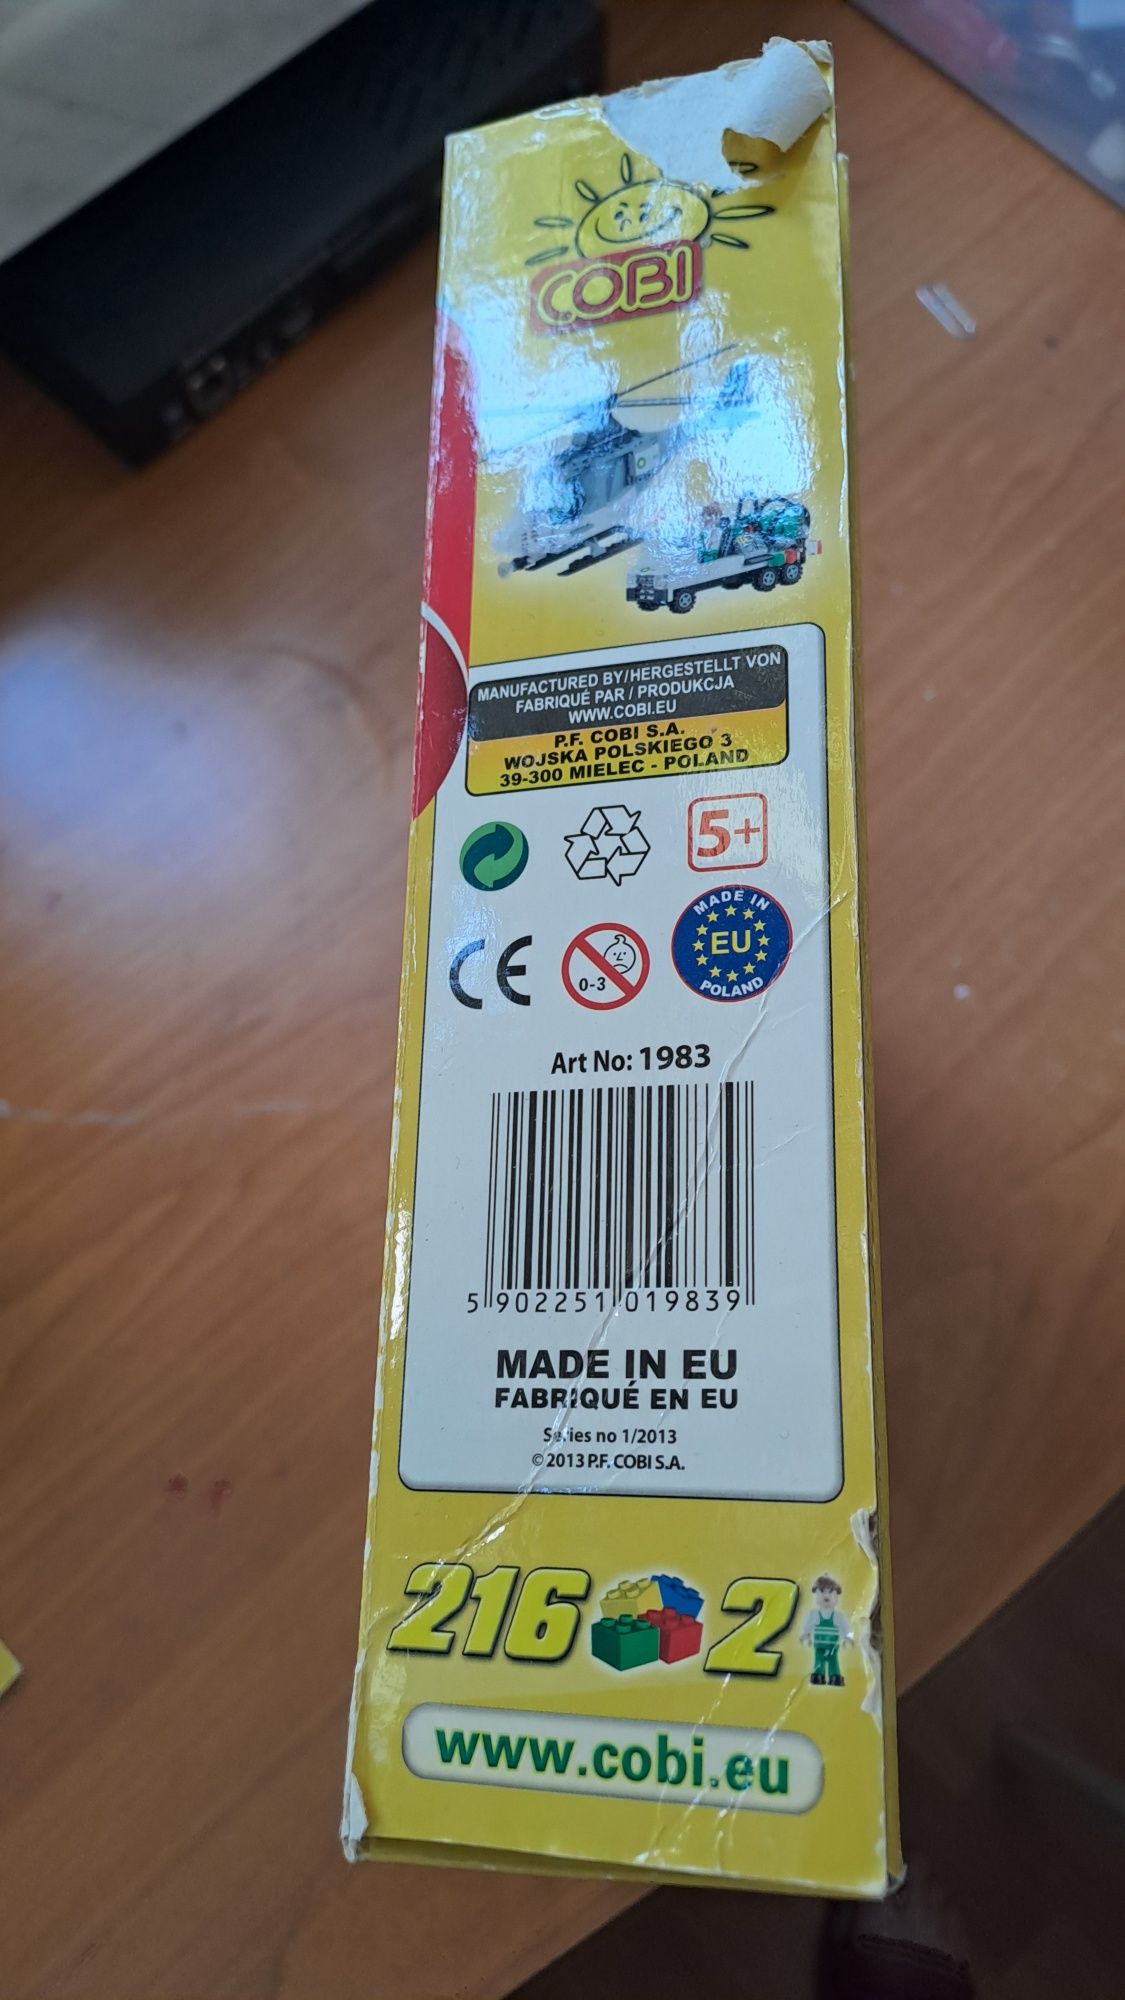 COBI
MANUFACTURED BY/HERGESTELLT VON
FABRIQUÉ PAR / PRODUKCJA
WWW.COBI.EU
P.F. COBI S.A.
WOJSKA POLSKIEGO 3
39-300 MIELEC - POLAND
5+
MADE IN
EU
POLAND
CE
0-3
Art No: 1983
5 902251 019839
MADE IN EU
FABRIQUÉ EN EU
Series no 1/2013
© 2013 P.F. COBI S.A.
216 2
www.cobi.eu